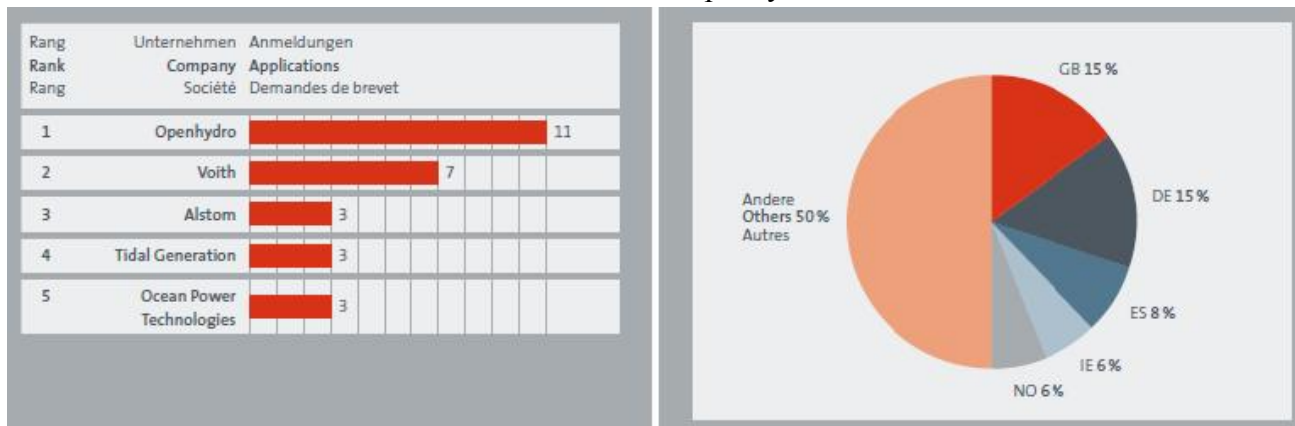 Rang Unternehmen Anmeldungen
Rank Company Applications
Rang Société Demandes de brevet
1 Openhydro 11
2 Voith 7
3 Alstom 3
4 Tidal Generation 3
5 Ocean Power
Technologies 3
GB 15 %
DE 15 %
ES 8 %
IE 6 %
NO 6 %
Andere
Others 50 %
Autres